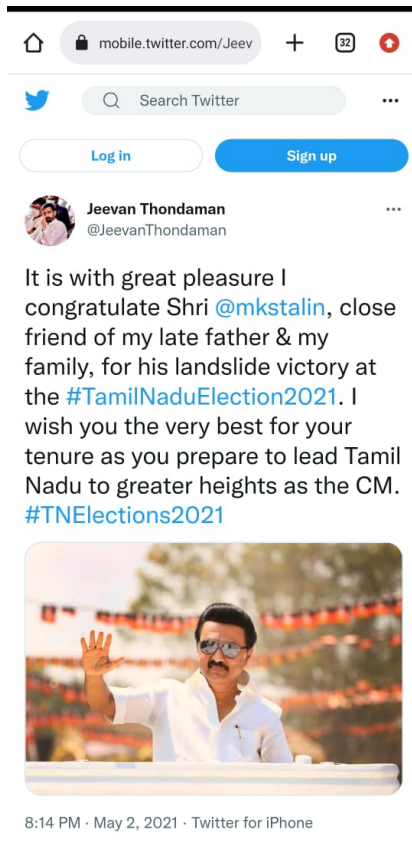 mobile.twitter.com/Jeev
32
Search Twitter
Log in
Sign up
Jeevan Thondaman
@JeevanThondaman
It is with great pleasure I
congratulate Shri @mkstalin, close
friend of my late father & my
family, for his landslide victory at
the #TamilNaduElection2021. I
wish you the very best for your
tenure as you prepare to lead Tamil
Nadu to greater heights as the CM.
#TNElections2021
8:14 PM · May 2, 2021 · Twitter for iPhone